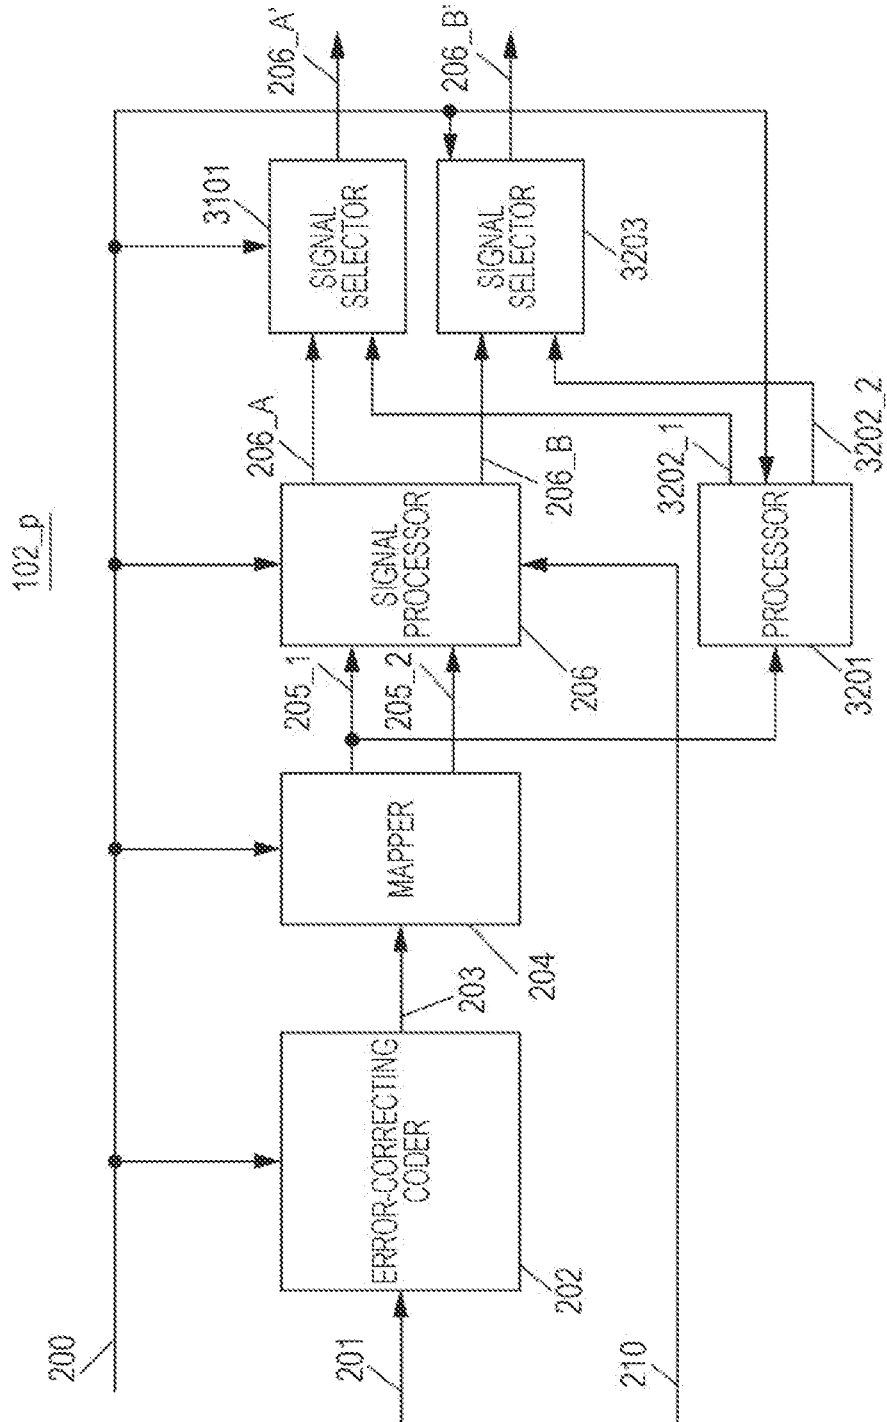 102_p
200
201
ERROR-CORRECTING
CODER
202
203
MAPPER
204
205_1
205_2
SIGNAL
PROCESSOR
206
206_A
206_B
210
PROCESSOR
3201
3202_1
3202_2
3101
SIGNAL
SELECTOR
SIGNAL
SELECTOR
3203
206_A'
206_B'